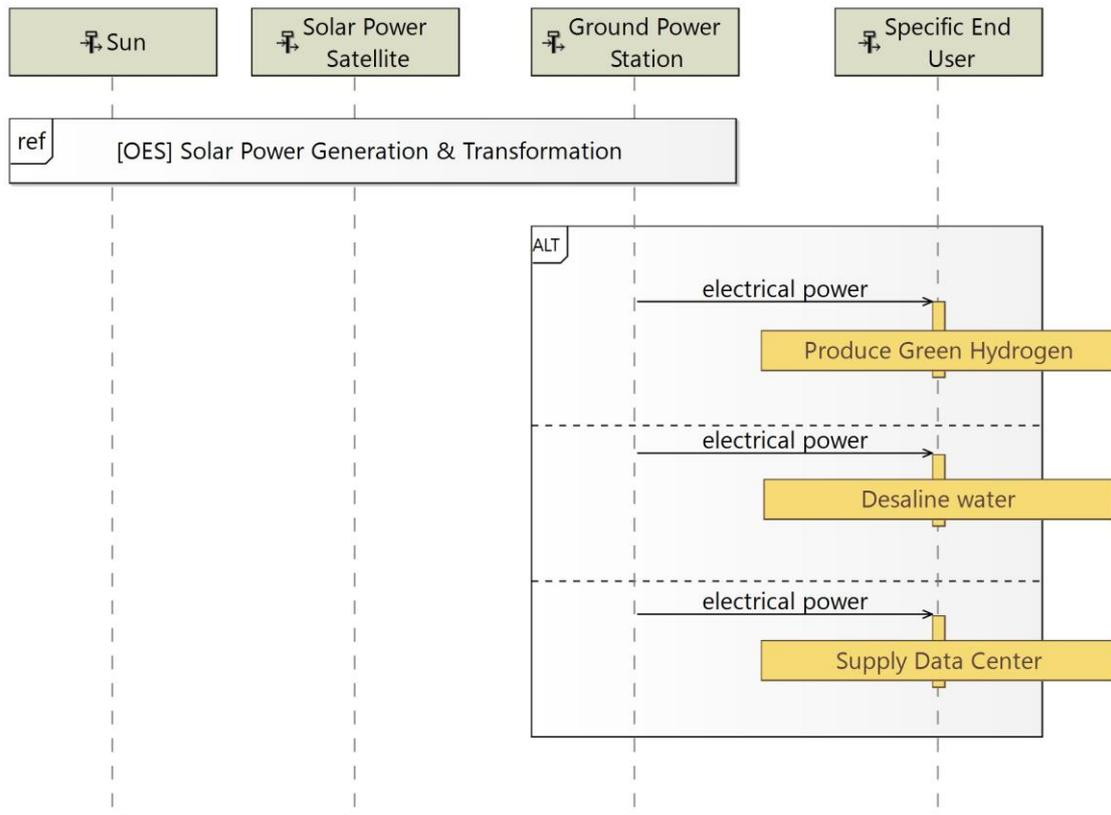 Sun
Solar Power
Satellite
Ground Power
Station
Specific End
User
ref
[OES] Solar Power Generation & Transformation
ALT
electrical power
Produce Green Hydrogen
electrical power
Desaline water
electrical power
Supply Data Center